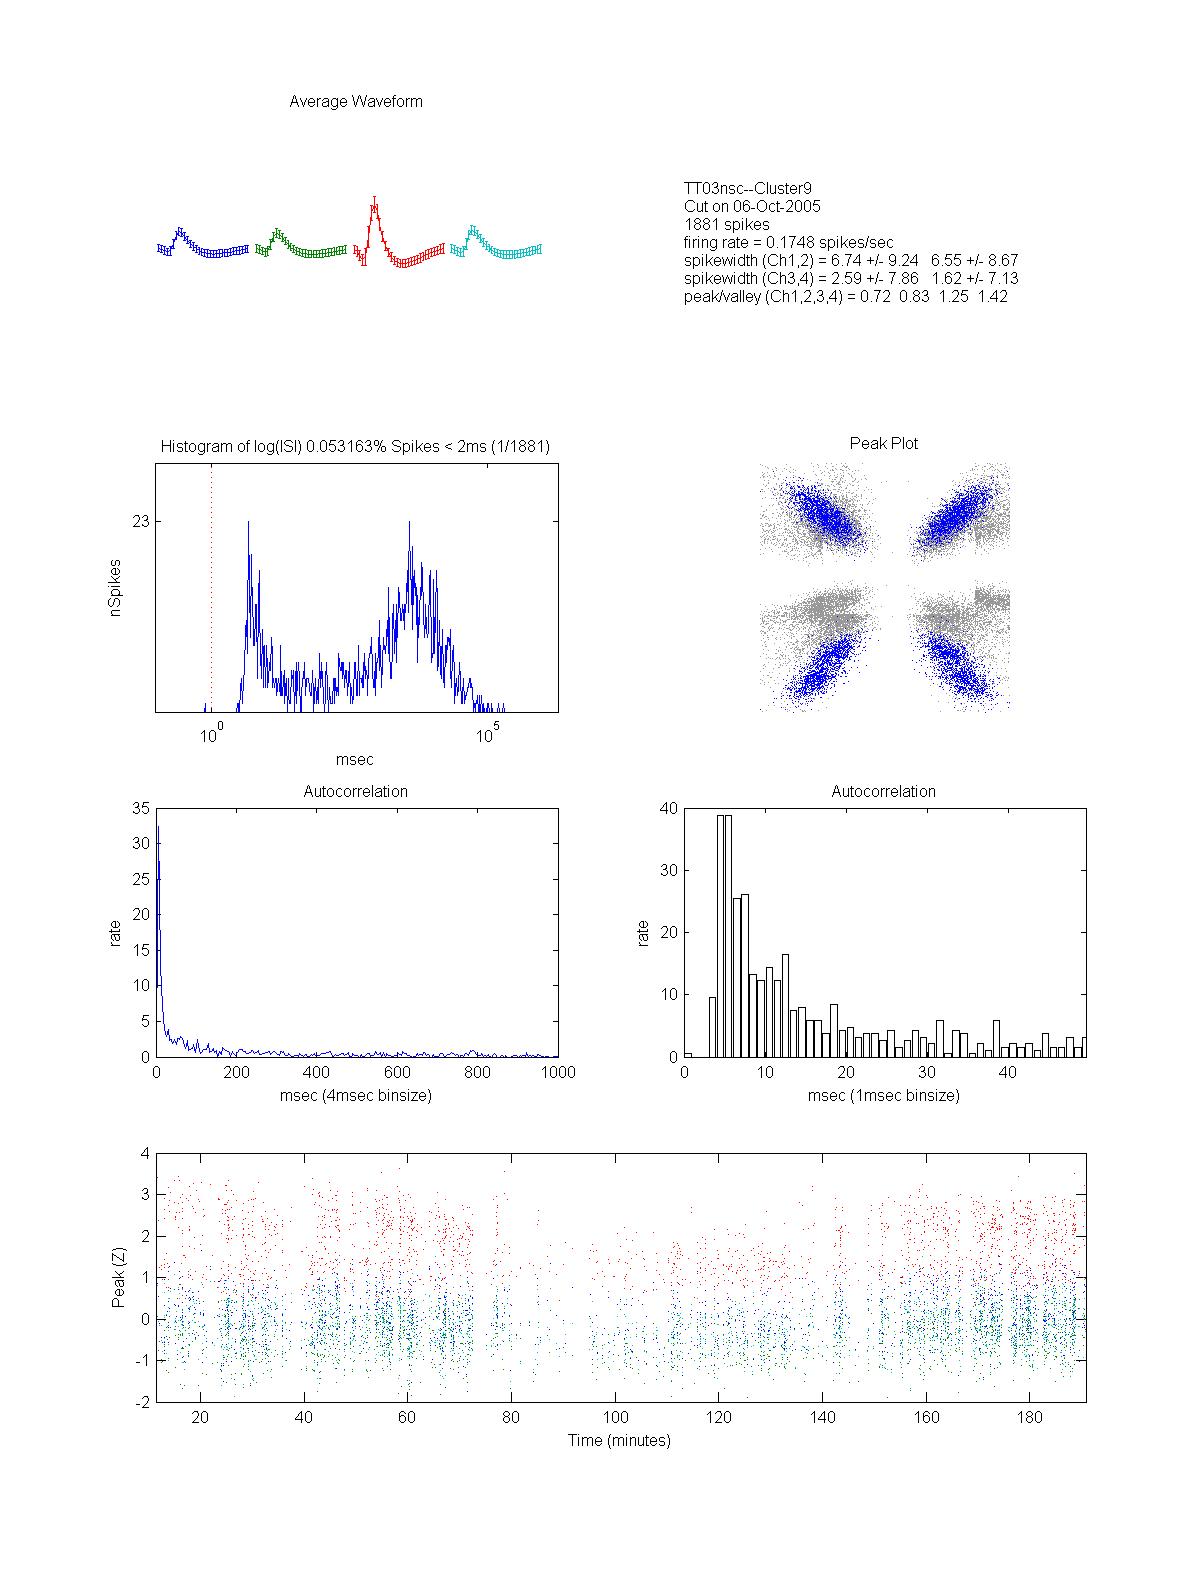 Average Waveform
TT03nsc--Cluster9
Cut on 06-Oct-2005
1881 spikes
firing rate = 0.1748 spikes/sec
spikewidth (Ch1,2) = 6.74 +/- 9.24   6.55 +/- 8.67
spikewidth (Ch3,4) = 2.59 +/- 7.86   1.62 +/- 7.13
peak/valley (Ch1,2,3,4) = 0.72  0.83  1.25  1.42
Histogram of log(ISI) 0.053163% Spikes < 2ms (1/1881)
23
nSpikes
10^0 10^5
msec
Peak Plot
Autocorrelation
35
30
25
20
15
10
5
0
rate
0 200 400 600 800 1000
msec (4msec binsize)
Autocorrelation
40
30
20
10
0
rate
0 10 20 30 40
msec (1msec binsize)
4
3
2
1
0
-1
-2
Peak (Z)
20 40 60 80 100 120 140 160 180
Time (minutes)